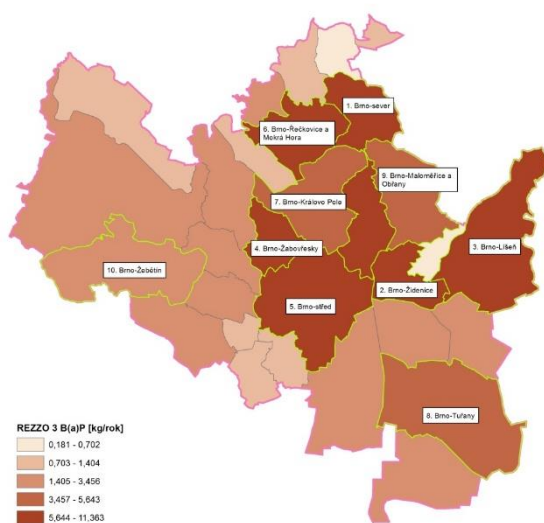 1. Brno-sever
6. Brno-Řečkovice a
Mokrá Hora
9. Brno-Maloměřice a
Obřany
7. Brno-Královo Pole
3. Brno-Líšeň
4. Brno-Žabovřesky
10. Brno-Žebětín
2. Brno-Židenice
5. Brno-střed
8. Brno-Tuřany
REZZO 3 B(a)P [kg/rok]
0,181 - 0,702
0,703 - 1,404
1,405 - 3,456
3,457 - 5,643
5,644 - 11,363